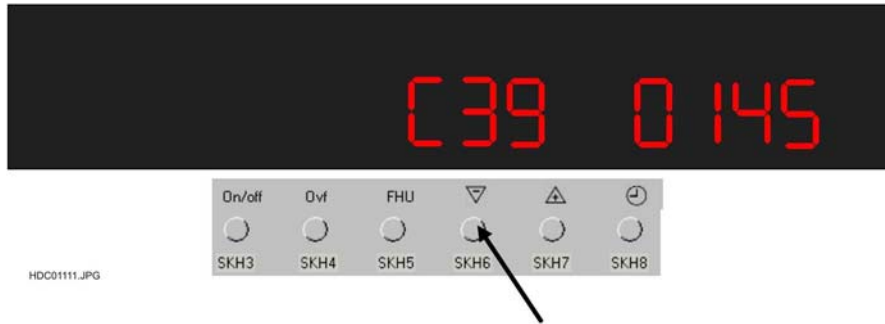 C39 0145
On/off Ovf FHU
SKH3 SKH4 SKH5 SKH6 SKH7 SKH8
HDC01111.JPG